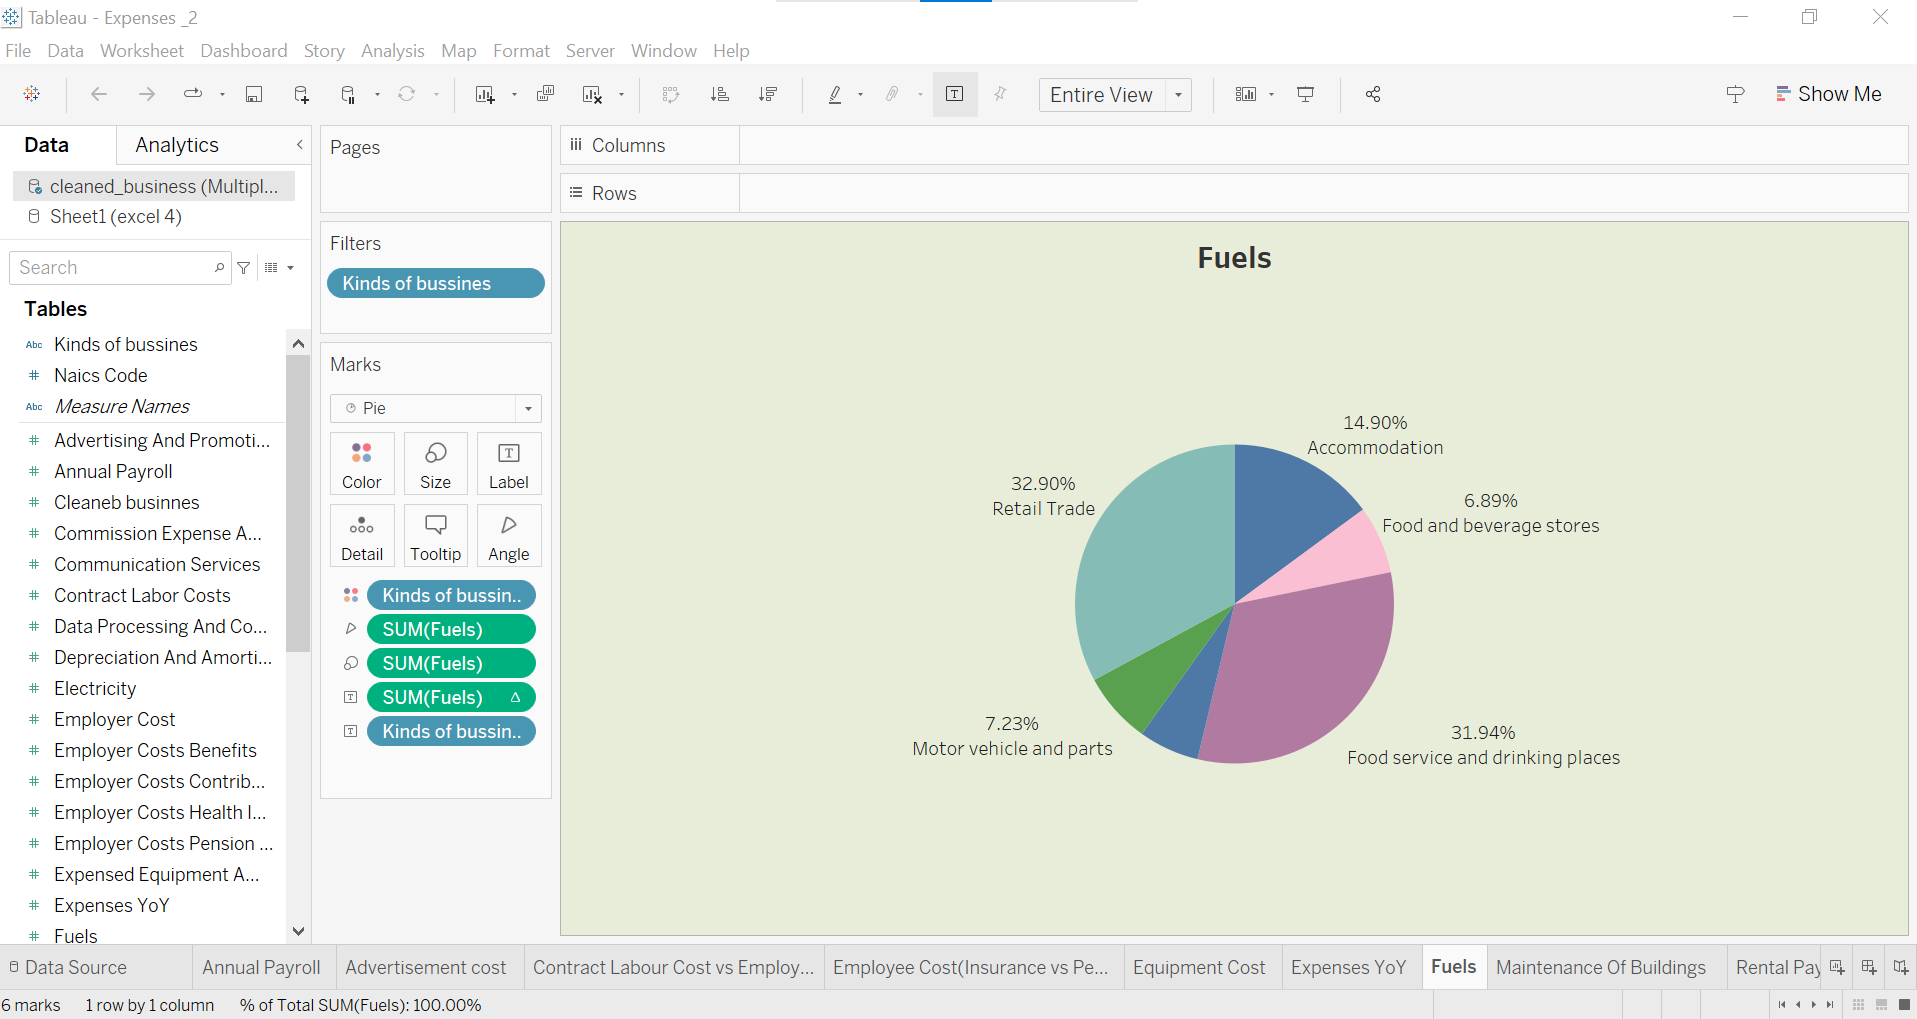 Tableau - Expenses _2
File Data Worksheet Dashboard Story Analysis Map Format Server Window Help
Entire View
Show Me
Data
Analytics
cleaned_business (Multipl...
Sheet1 (excel 4)
Search
Tables
Abc Kinds of bussines
# Naics Code
Abc Measure Names
# Advertising And Promoti...
# Annual Payroll
# Cleaneb businnes
# Commission Expense A...
# Communication Services
# Contract Labor Costs
# Data Processing And Co...
# Depreciation And Amorti...
# Electricity
# Employer Cost
# Employer Costs Benefits
# Employer Costs Contrib...
# Employer Costs Health I...
# Employer Costs Pension ...
# Expensed Equipment A...
# Expenses YoY
# Fuels
Pages
Filters
Kinds of bussines
Marks
Pie
Color Size Label
Detail Tooltip Angle
Kinds of bussin..
SUM(Fuels)
SUM(Fuels)
SUM(Fuels) Δ
Kinds of bussin..
Columns
Rows
Fuels
14.90%
Accommodation
6.89%
Food and beverage stores
32.90%
Retail Trade
7.23%
Motor vehicle and parts
31.94%
Food service and drinking places
Data Source Annual Payroll Advertisement cost Contract Labour Cost vs Employ... Employee Cost(Insurance vs Pe... Equipment Cost Expenses YoY Fuels Maintenance Of Buildings Rental Pay
6 marks 1 row by 1 column % of Total SUM(Fuels): 100.00%